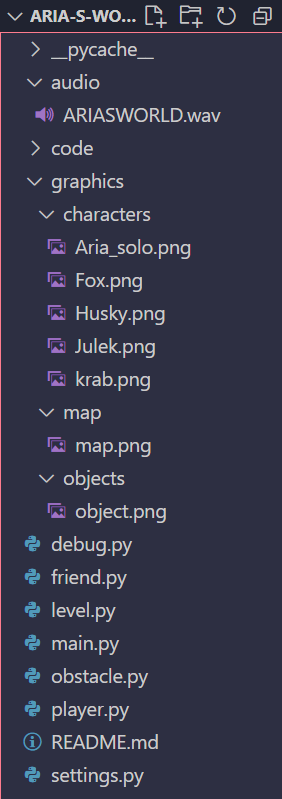 ARIA-S-WO...
__pycache__
audio
ARIASWORLD.wav
code
graphics
characters
Aria_solo.png
Fox.png
Husky.png
Julek.png
krab.png
map
map.png
objects
object.png
debug.py
friend.py
level.py
main.py
obstacle.py
player.py
README.md
settings.py